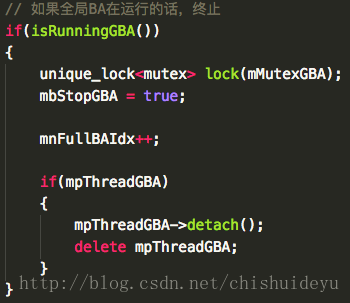 // 如果全局BA在运行的话，终止
if(isRunningGBA())
{
unique_lock<mutex> lock(mMutexGBA);
mbStopGBA = true;
mnFullBAIdx++;
if(mpThreadGBA)
{
mpThreadGBA->detach();
delete mpThreadGBA;
}
}
http://blog.csdn.net/chishuideyu